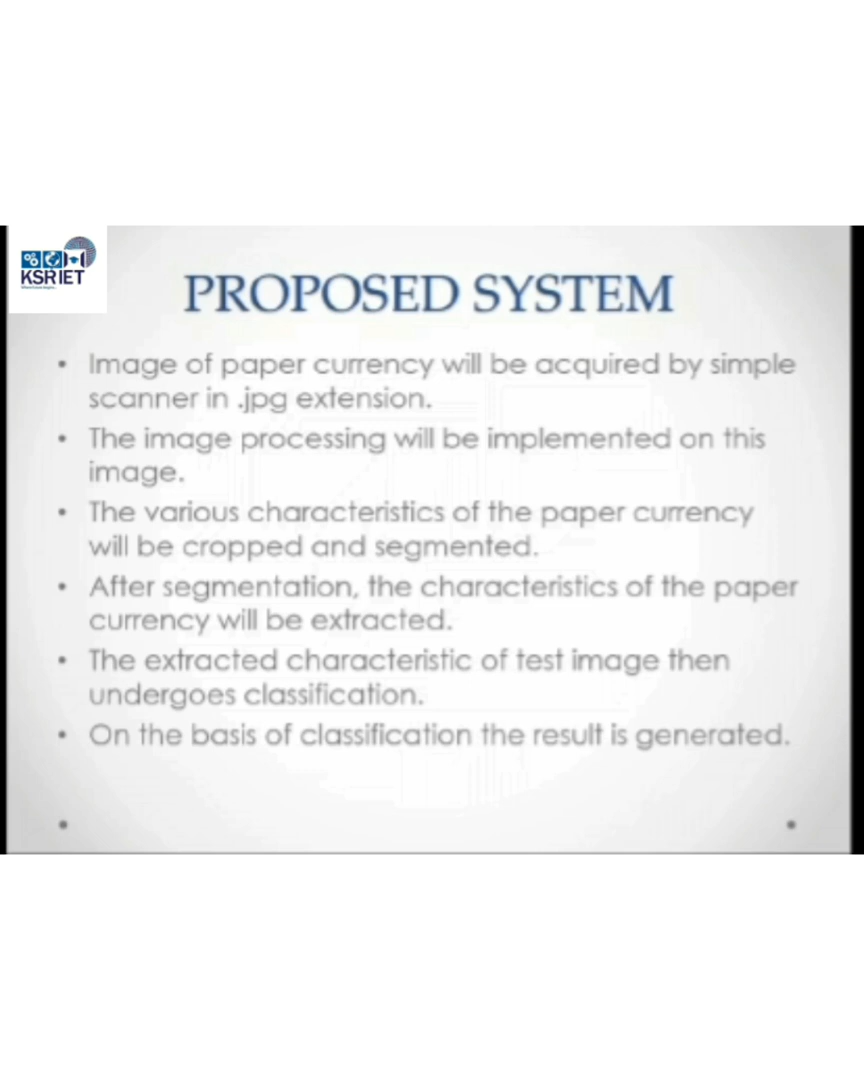 KSRIET
PROPOSED SYSTEM
• Image of paper currency will be acquired by simple
scanner in .jpg extension.
• The image processing will be implemented on this
image.
• The various characteristics of the paper currency
will be cropped and segmented.
• After segmentation, the characteristics of the paper
currency will be extracted.
• The extracted characteristic of test image then
undergoes classification.
• On the basis of classification the result is generated.